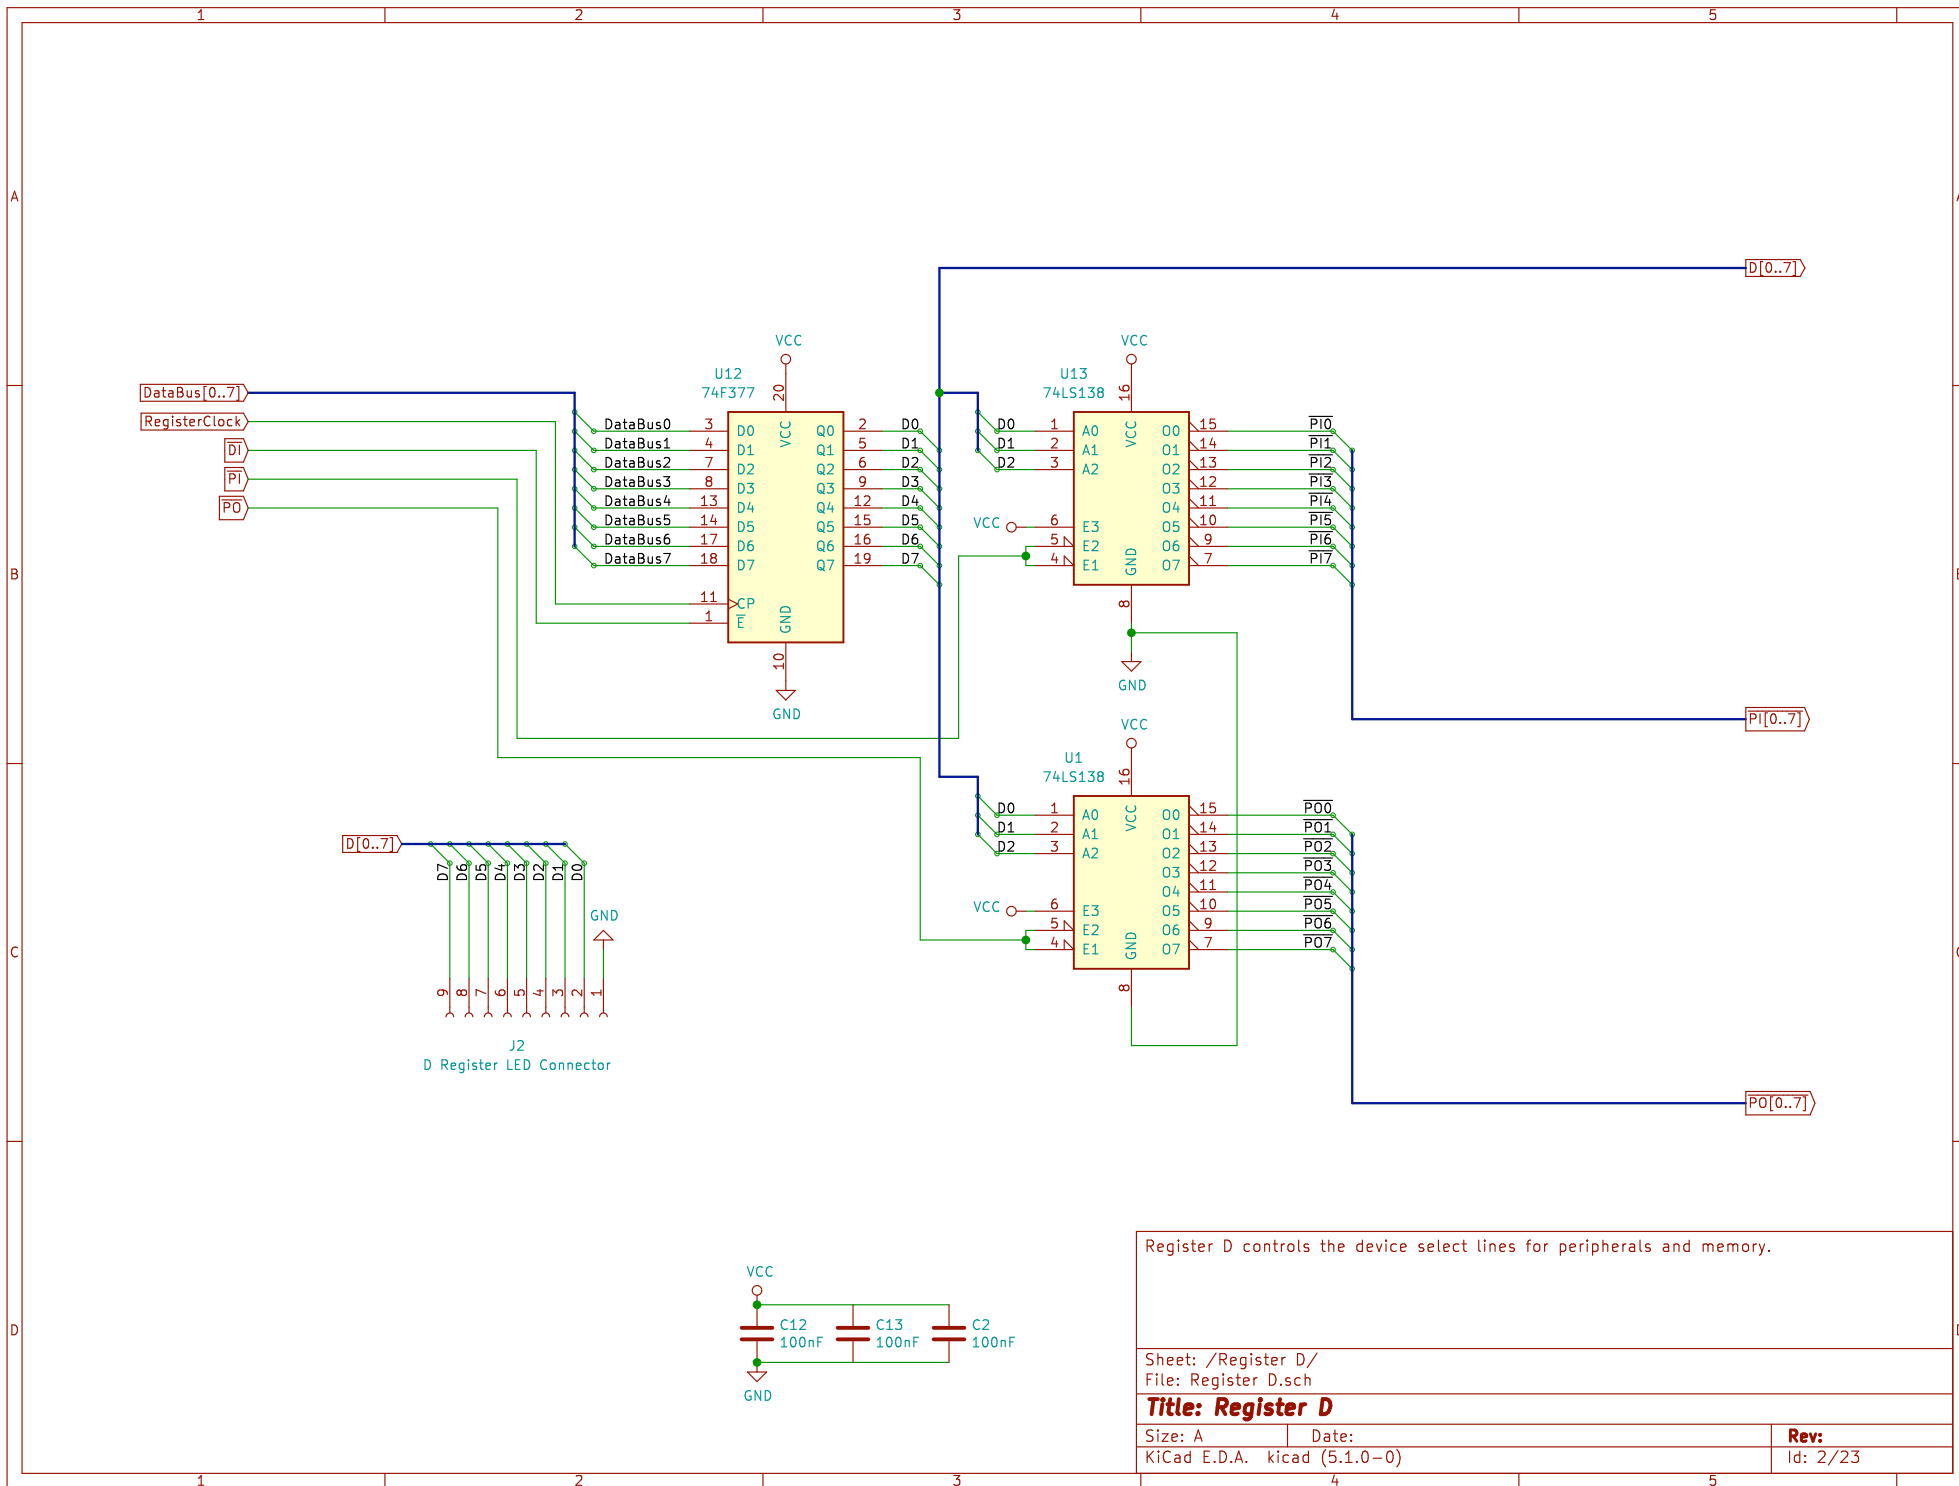 1 2 3 4 5
A
B
C
D
A
B
C
D
D[0..7]
DataBus[0..7]
RegisterClock
DI
PI
PO
VCC
U12
74F377
20
VCC
GND
DataBus0 3 D0 Q0 2 D0
DataBus1 4 D1 Q1 5 D1
DataBus2 7 D2 Q2 6 D2
DataBus3 8 D3 Q3 9 D3
DataBus4 13 D4 Q4 12 D4
DataBus5 14 D5 Q5 15 D5
DataBus6 17 D6 Q6 16 D6
DataBus7 18 D7 Q7 19 D7
11 CP
1 E
10
GND
VCC
U13
74LS138
16
VCC
GND
D0 1 A0 O0 15 PI0
D1 2 A1 O1 14 PI1
D2 3 A2 O2 13 PI2
O3 12 PI3
O4 11 PI4
VCC 6 E3 O5 10 PI5
5 E2 O6 9 PI6
4 E1 O7 7 PI7
8
GND
PI[0..7]
VCC
U1
74LS138
16
VCC
GND
D0 1 A0 O0 15 PO0
D1 2 A1 O1 14 PO1
D2 3 A2 O2 13 PO2
O3 12 PO3
O4 11 PO4
VCC 6 E3 O5 10 PO5
5 E2 O6 9 PO6
4 E1 O7 7 PO7
8
PO[0..7]
D[0..7]
D7 D6 D5 D4 D3 D2 D1 D0
GND
9 8 7 6 5 4 3 2 1
J2
D Register LED Connector
VCC
C12
100nF
C13
100nF
C2
100nF
GND
Register D controls the device select lines for peripherals and memory.
Sheet: /Register D/
File: Register D.sch
Title: Register D
Size: A Date: Rev:
KiCad E.D.A. kicad (5.1.0-0) Id: 2/23
1 2 3 4 5